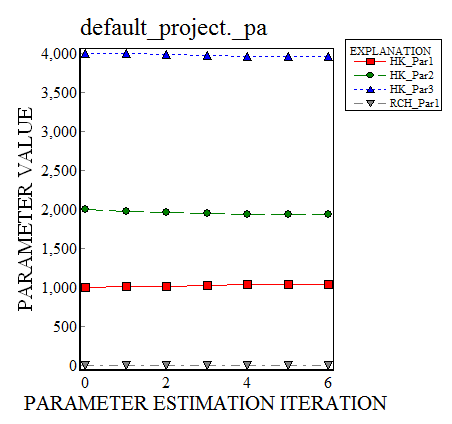 default_project._pa
EXPLANATION
HK_Par1
HK_Par2
HK_Par3
RCH_Par1
PARAMETER VALUE
4,000
3,500
3,000
2,500
2,000
1,500
1,000
500
0
0 2 4 6
PARAMETER ESTIMATION ITERATION